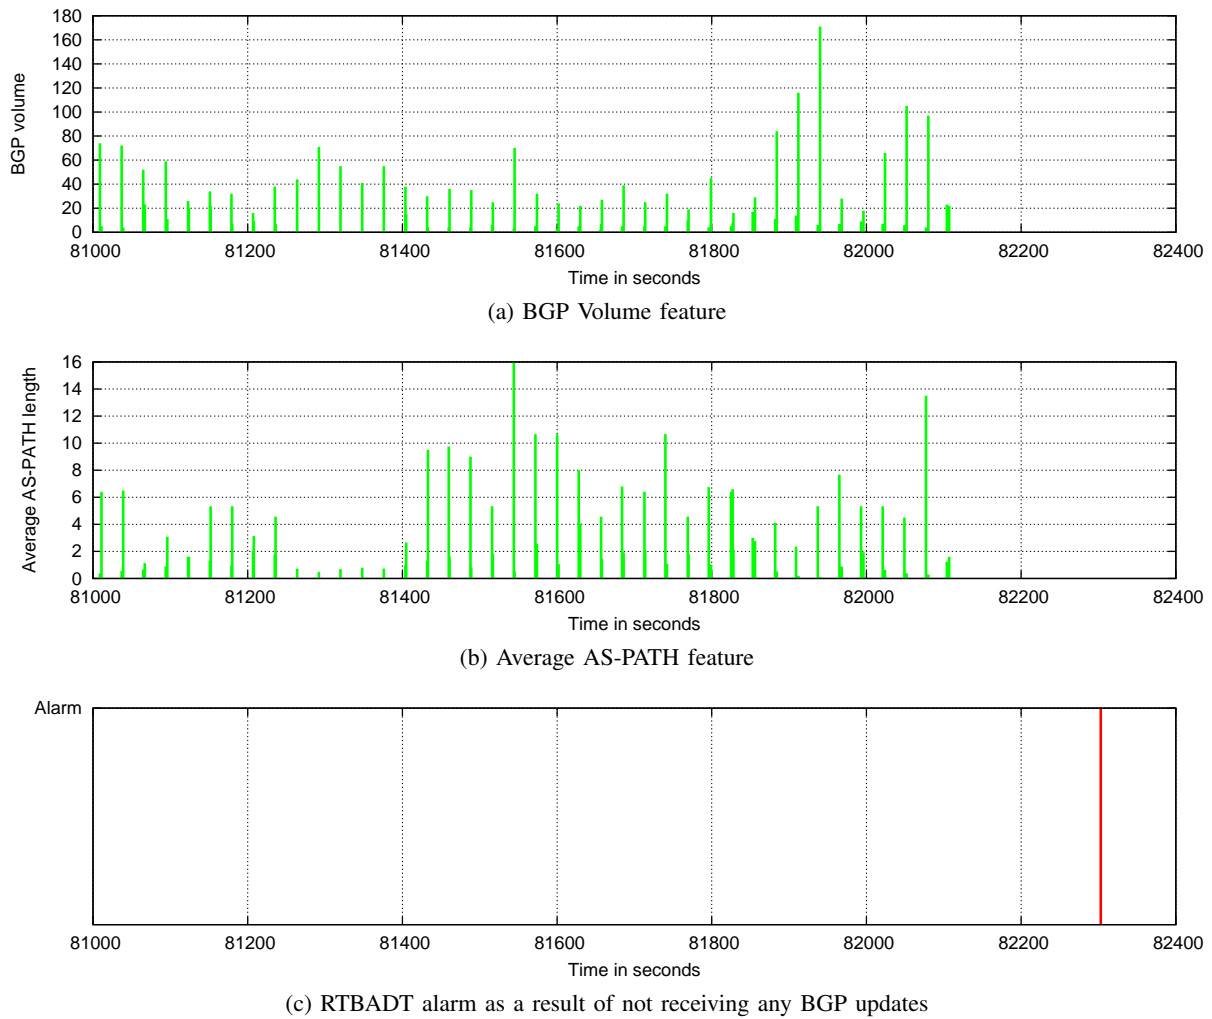 180
160
140
120
100
80
60
40
20
0
BGP volume
81000 81200 81400 81600 81800 82000 82200 82400
Time in seconds
(a) BGP Volume feature
16
14
12
10
8
6
4
2
0
Average AS-PATH length
81000 81200 81400 81600 81800 82000 82200 82400
Time in seconds
(b) Average AS-PATH feature
Alarm
81000 81200 81400 81600 81800 82000 82200 82400
Time in seconds
(c) RTBADT alarm as a result of not receiving any BGP updates